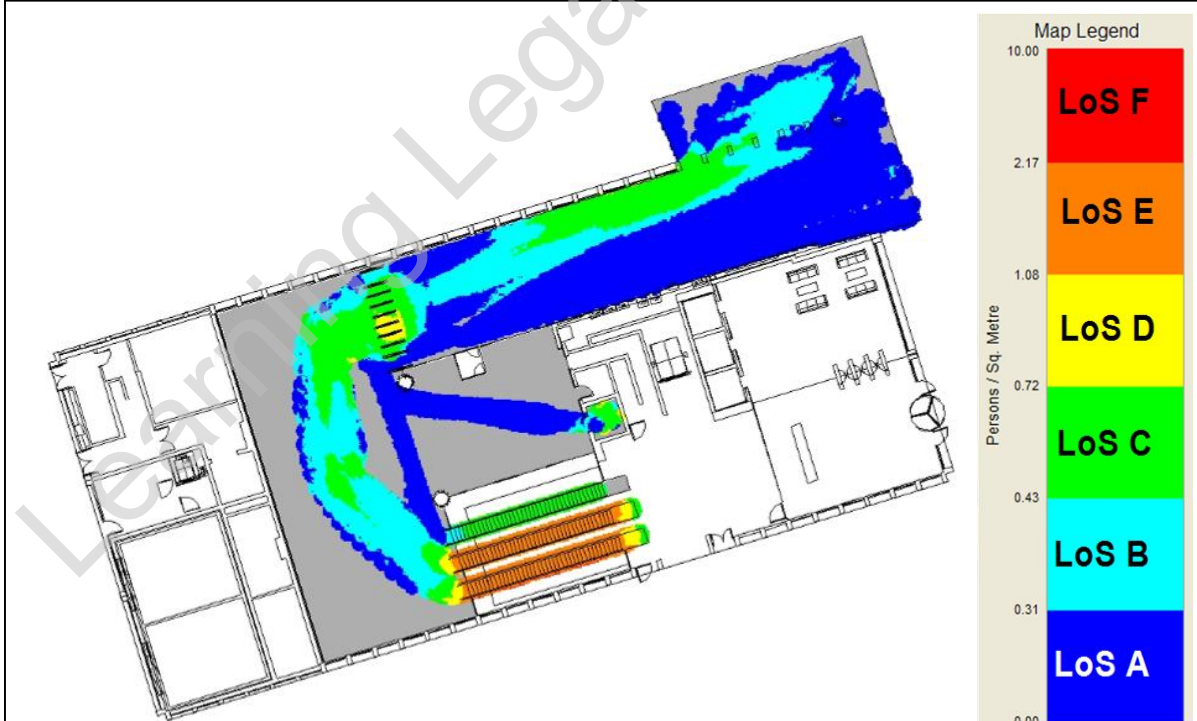 Learning Lega
Map Legend
10.00
LoS F
2.17
LoS E
1.08
LoS D
0.72
LoS C
0.43
LoS B
0.31
LoS A
0.00
Persons / Sq. Metre